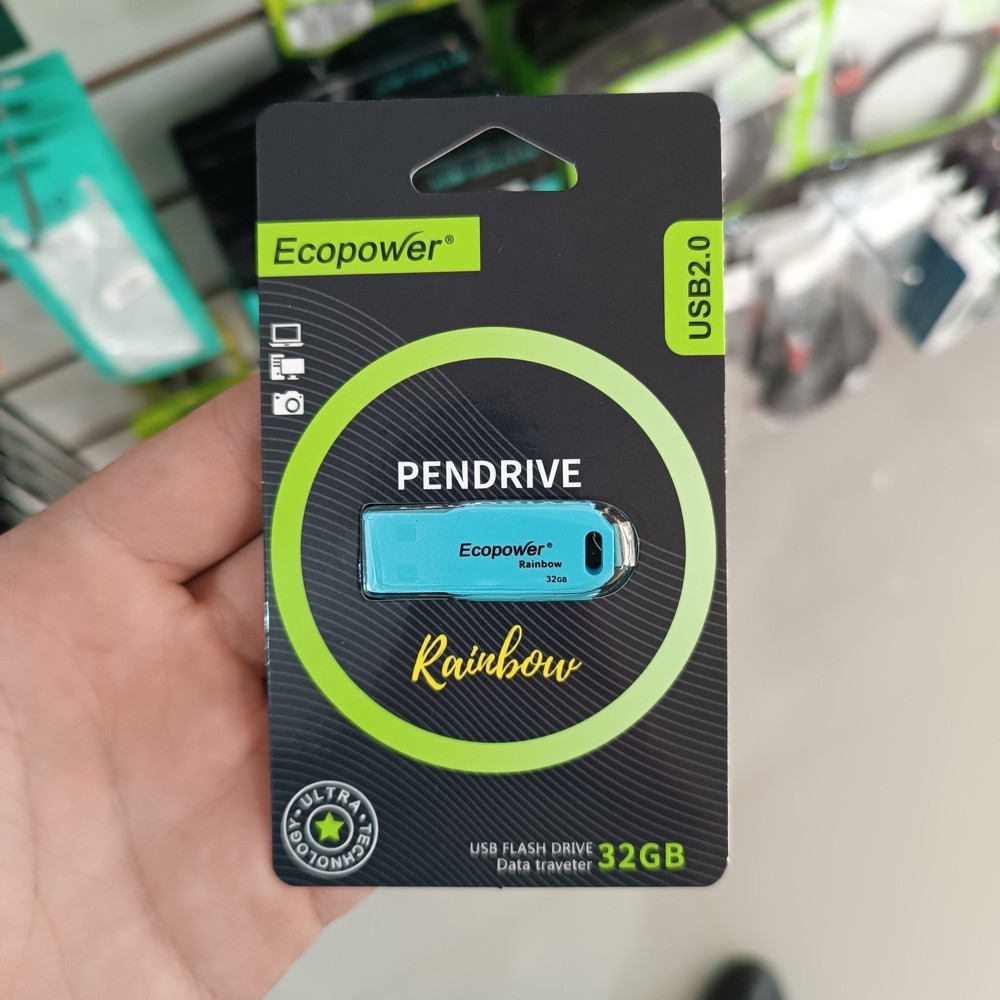 Ecopower®
USB2.0
PENDRIVE
Ecopower®
Rainbow
32GB
Rainbow
ULTRA • TECHNOLOGY •
USB FLASH DRIVE
Data traveter
32GB